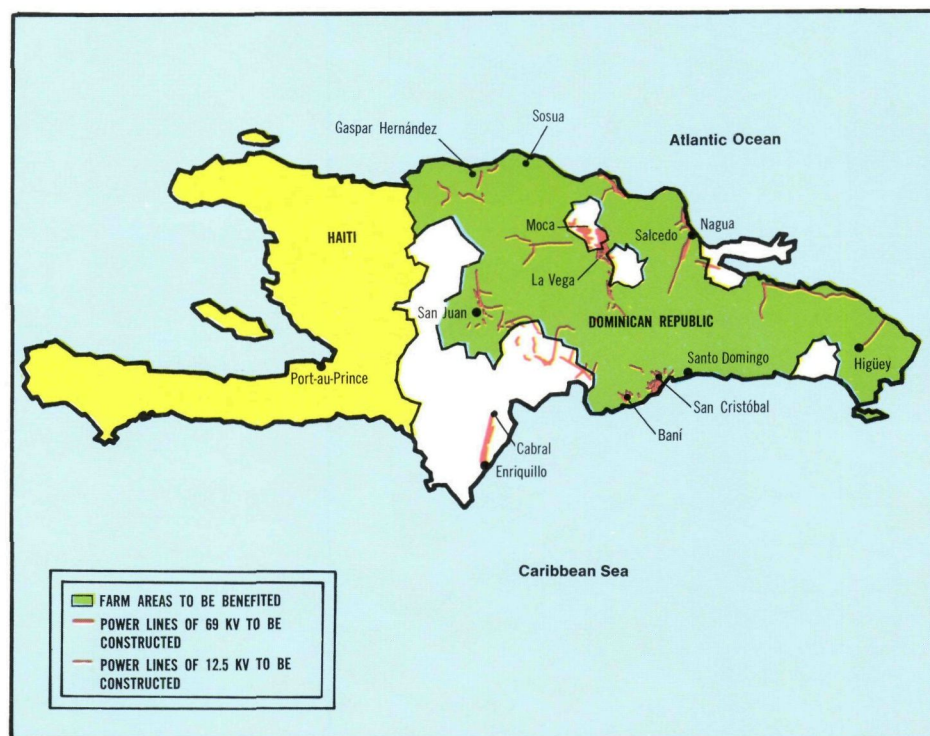 Sosua
Gaspar Hernández
Atlantic Ocean
Moca
Salcedo
Nagua
HAITI
La Vega
San Juan
DOMINICAN REPUBLIC
Santo Domingo
Higüey
Port-au-Prince
San Cristóbal
Baní
Cabral
Enriquillo
Caribbean Sea
FARM AREAS TO BE BENEFITED
POWER LINES OF 69 KV TO BE
CONSTRUCTED
POWER LINES OF 12.5 KV TO BE
CONSTRUCTED